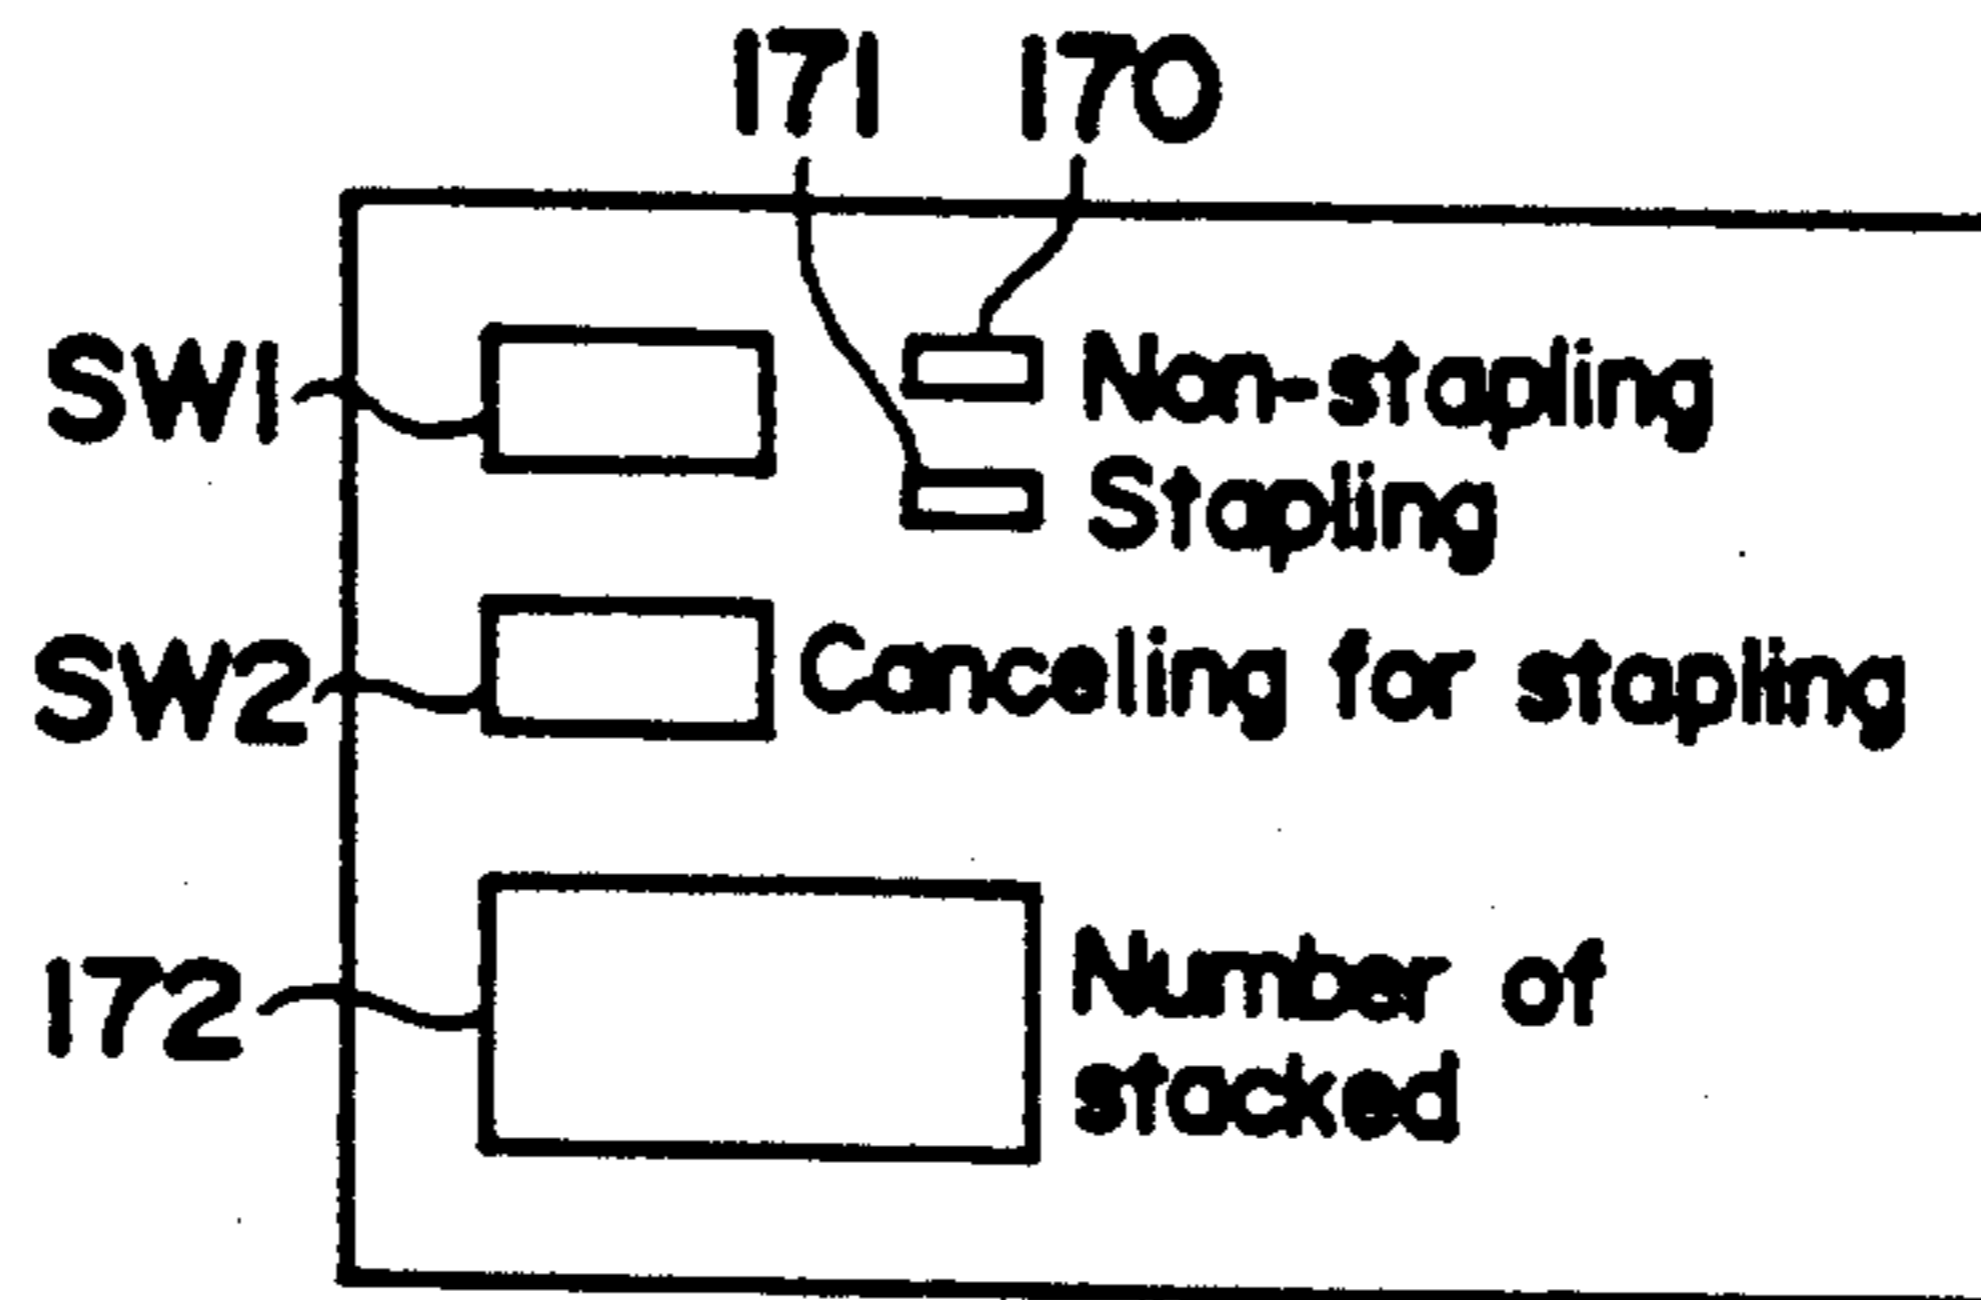 171 170
SW1 Non-stapling
Stapling
SW2 Canceling for stapling
172 Number of
stacked